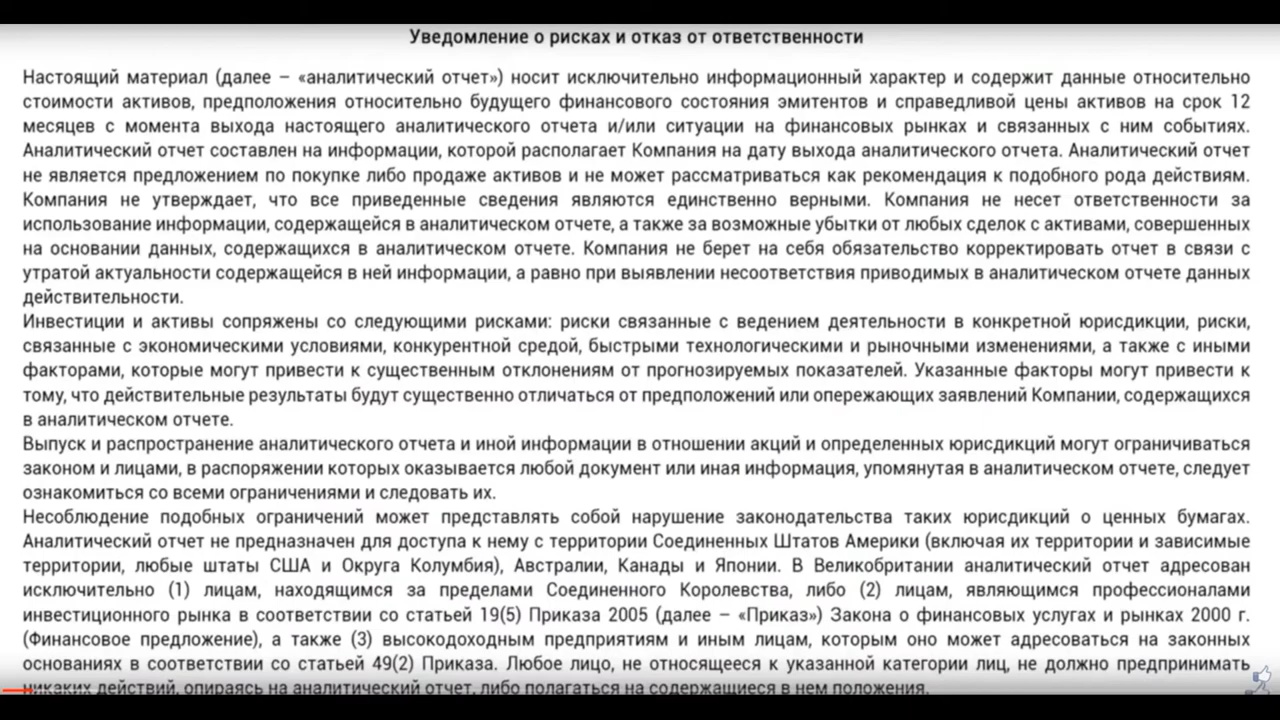 Уведомление о рисках и отказ от ответственности
Настоящий материал (далее – «аналитический отчет») носит исключительно информационный характер и содержит данные относительно
стоимости активов, предположения относительно будущего финансового состояния эмитентов и справедливой цены активов на срок 12
месяцев с момента выхода настоящего аналитического отчета и/или ситуации на финансовых рынках и связанных с ним событиях.
Аналитический отчет составлен на информации, которой располагает Компания на дату выхода аналитического отчета. Аналитический отчет
не является предложением по покупке либо продаже активов и не может рассматриваться как рекомендация к подобного рода действиям.
Компания не утверждает, что все приведенные сведения являются единственно верными. Компания не несет ответственности за
использование информации, содержащейся в аналитическом отчете, а также за возможные убытки от любых сделок с активами, совершенных
на основании данных, содержащихся в аналитическом отчете. Компания не берет на себя обязательство корректировать отчет в связи с
утратой актуальности содержащейся в ней информации, а равно при выявлении несоответствия приводимых в аналитическом отчете данных
действительности.
Инвестиции и активы сопряжены со следующими рисками: риски связанные с ведением деятельности в конкретной юрисдикции, риски,
связанные с экономическими условиями, конкурентной средой, быстрыми технологическими и рыночными изменениями, а также с иными
факторами, которые могут привести к существенным отклонениям от прогнозируемых показателей. Указанные факторы могут привести к
тому, что действительные результаты будут существенно отличаться от предположений или опережающих заявлений Компании, содержащихся
в аналитическом отчете.
Выпуск и распространение аналитического отчета и иной информации в отношении акций и определенных юрисдикций могут ограничиваться
законом и лицами, в распоряжении которых оказывается любой документ или иная информация, упомянутая в аналитическом отчете, следует
ознакомиться со всеми ограничениями и следовать их.
Несоблюдение подобных ограничений может представлять собой нарушение законодательства таких юрисдикций о ценных бумагах.
Аналитический отчет не предназначен для доступа к нему с территории Соединенных Штатов Америки (включая их территории и зависимые
территории, любые штаты США и Округа Колумбия), Австралии, Канады и Японии. В Великобритании аналитический отчет адресован
исключительно (1) лицам, находящимся за пределами Соединенного Королевства, либо (2) лицам, являющимся профессионалами
инвестиционного рынка в соответствии со статьей 19(5) Приказа 2005 (далее – «Приказ») Закона о финансовых услугах и рынках 2000 г.
(Финансовое предложение), а также (3) высокодоходным предприятиям и иным лицам, которым оно может адресоваться на законных
основаниях в соответствии со статьей 49(2) Приказа. Любое лицо, не относящееся к указанной категории лиц, не должно предпринимать
никаких действий, опираясь на аналитический отчет, либо полагаться на содержащиеся в нем положения.